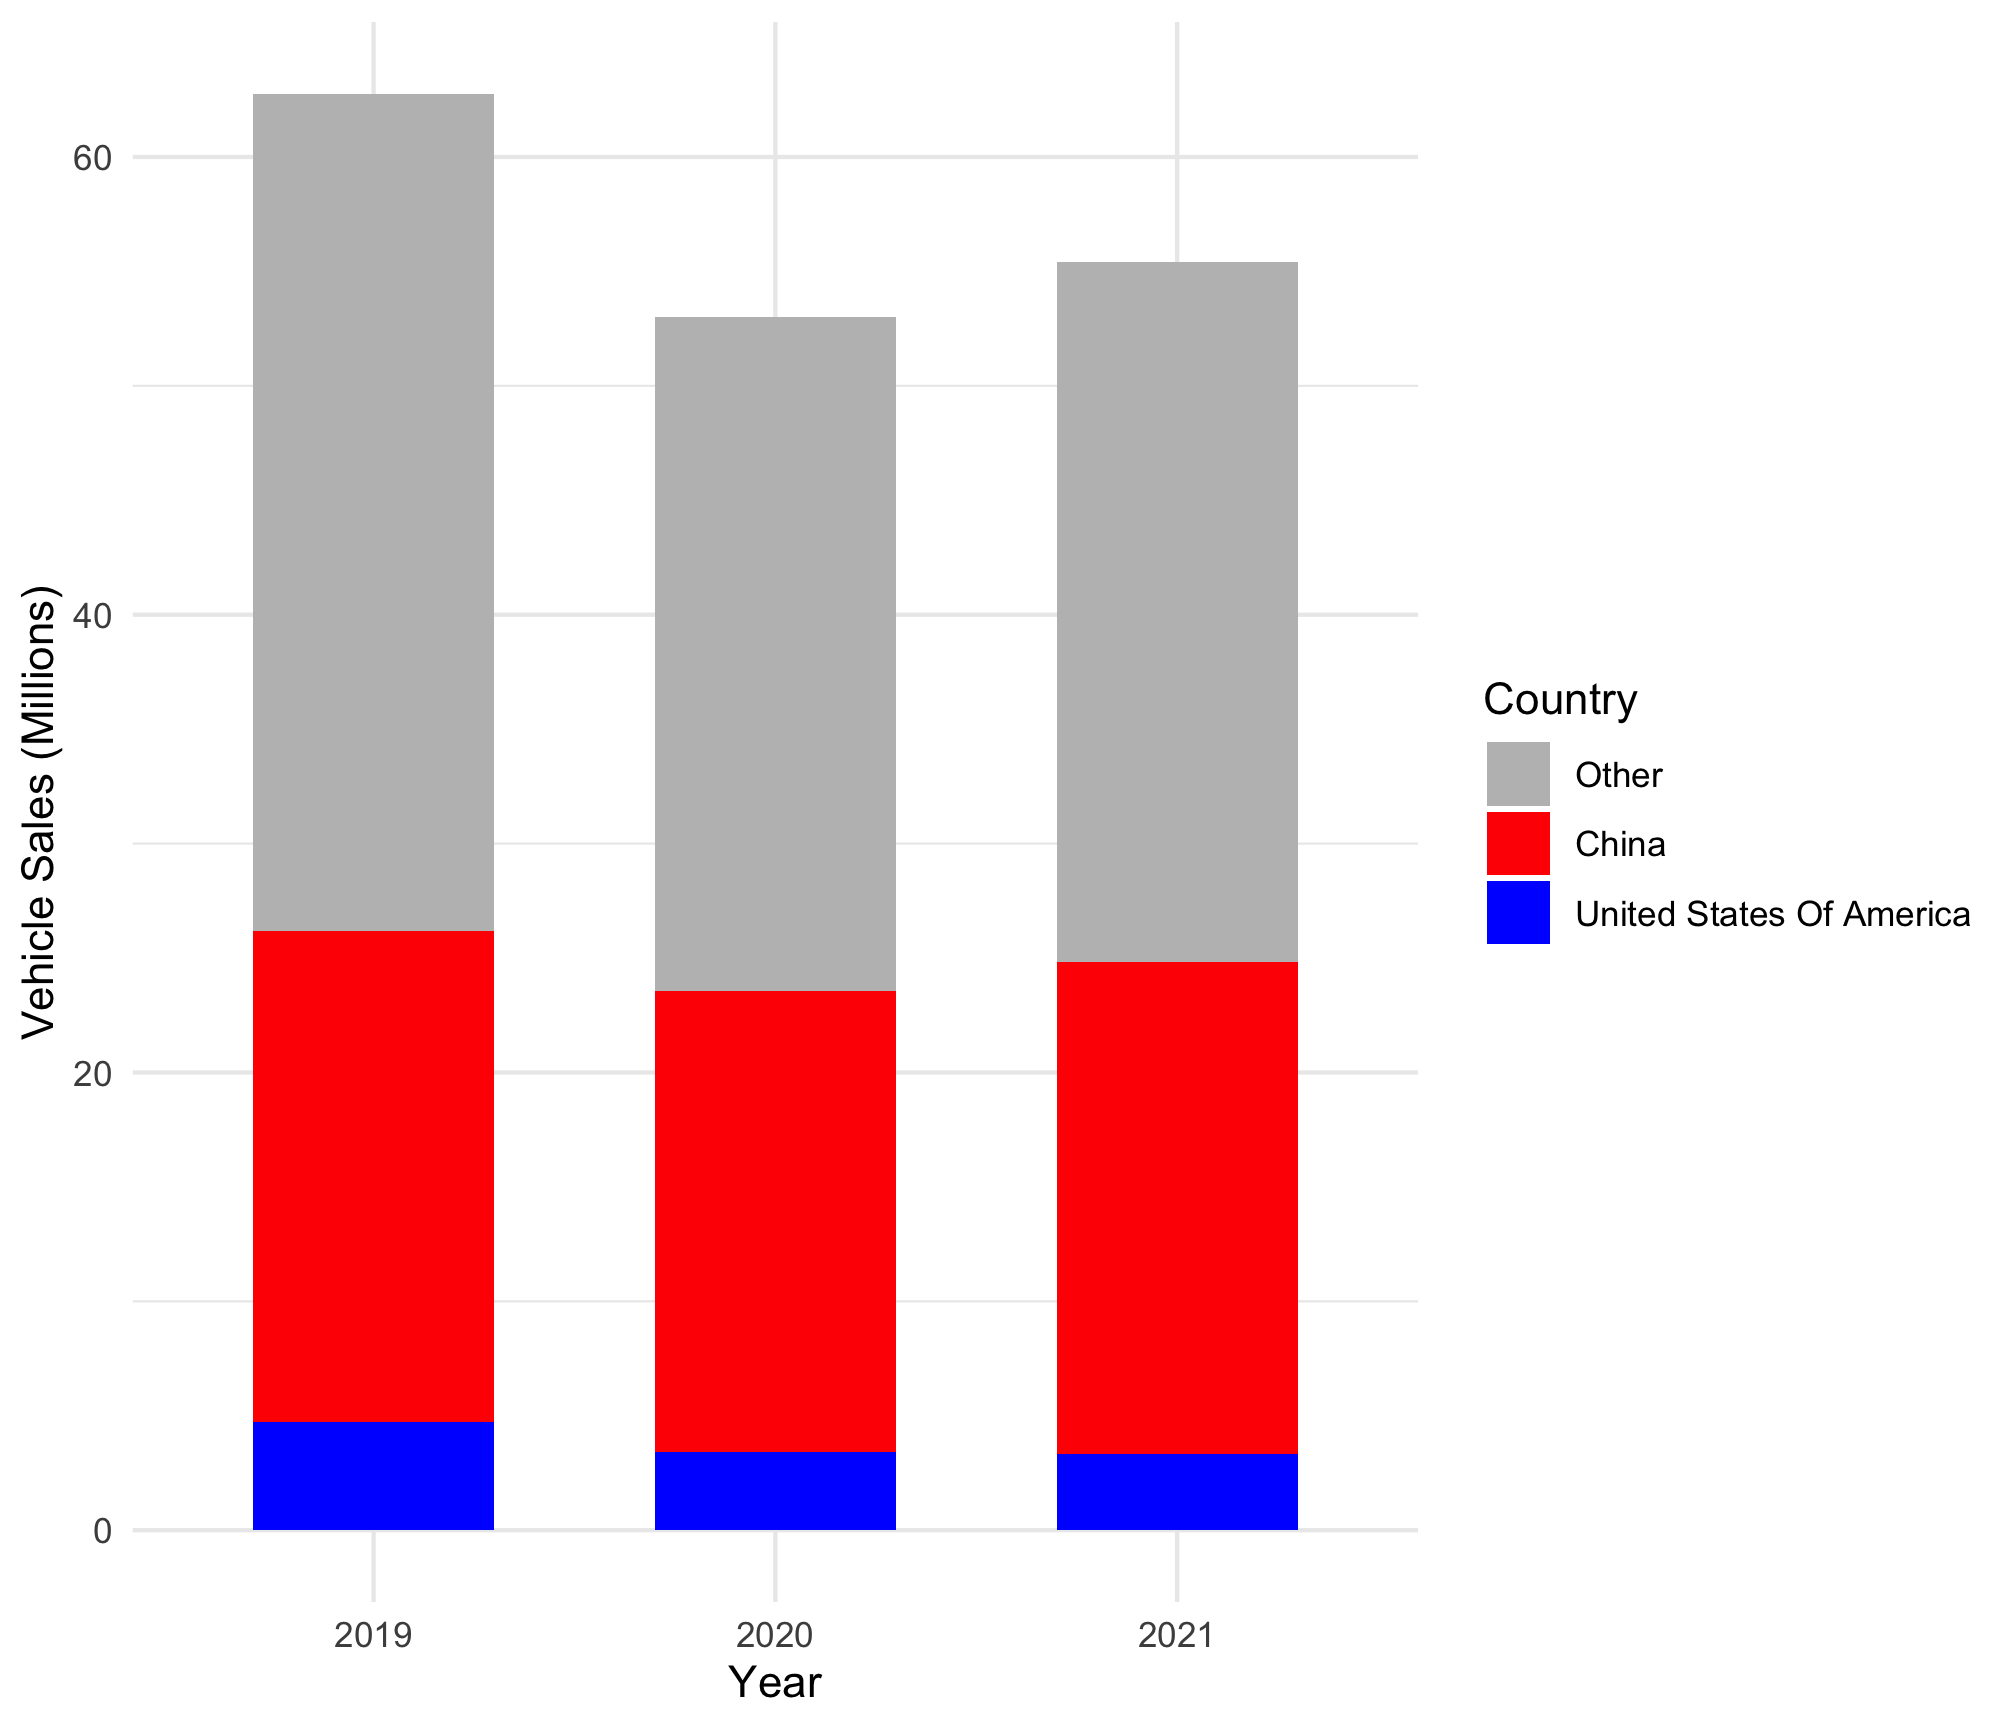 Vehicle Sales (Millions)
60
40
20
0
2019
2020
2021
Year
Country
Other
China
United States Of America